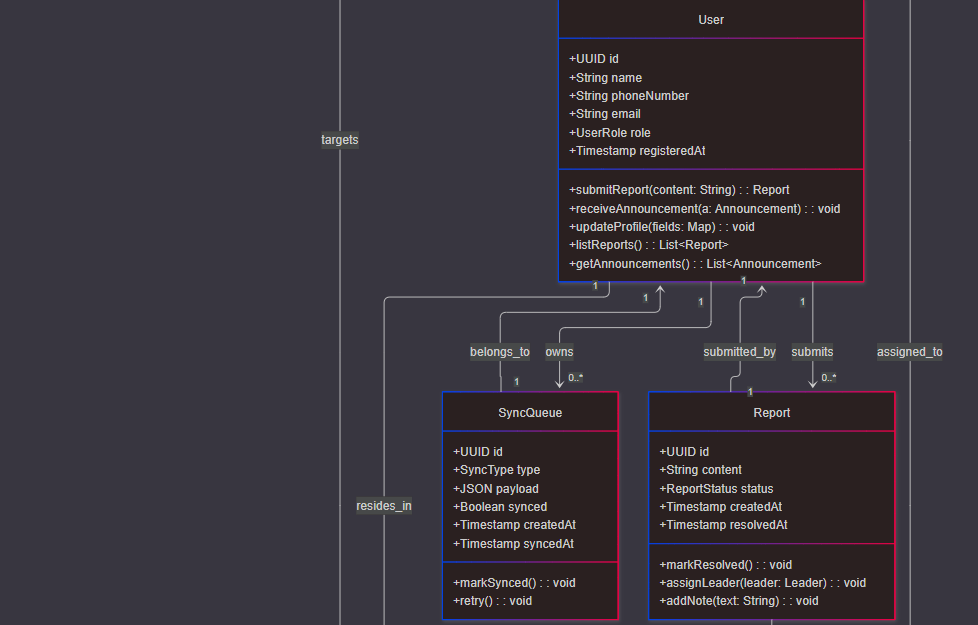 User
+UUID id
+String name
+String phoneNumber
+String email
+UserRole role
+Timestamp registeredAt
+submitReport(content: String) : : Report
+receiveAnnouncement(a: Announcement) : : void
+updateProfile(fields: Map) : : void
+listReports() : : List<Report>
+getAnnouncements() : : List<Announcement>
targets
1
1
1
1
1
belongs_to
owns
submitted_by
submits
assigned_to
1
0..*
1
0..*
SyncQueue
+UUID id
+SyncType type
+JSON payload
+Boolean synced
+Timestamp createdAt
+Timestamp syncedAt
+markSynced() : : void
+retry() : : void
Report
+UUID id
+String content
+ReportStatus status
+Timestamp createdAt
+Timestamp resolvedAt
+markResolved() : : void
+assignLeader(leader: Leader) : : void
+addNote(text: String) : : void
resides_in